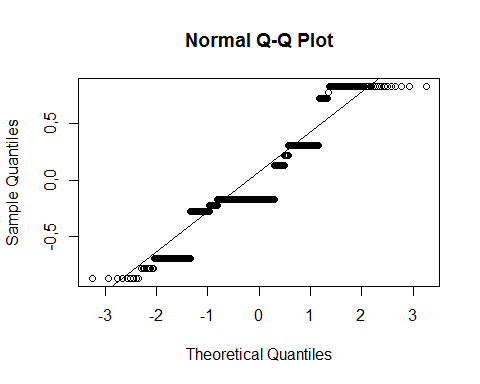 Normal Q-Q Plot
Sample Quantiles
0,5
0,0
-0,5
-3 -2 -1 0 1 2 3
Theoretical Quantiles